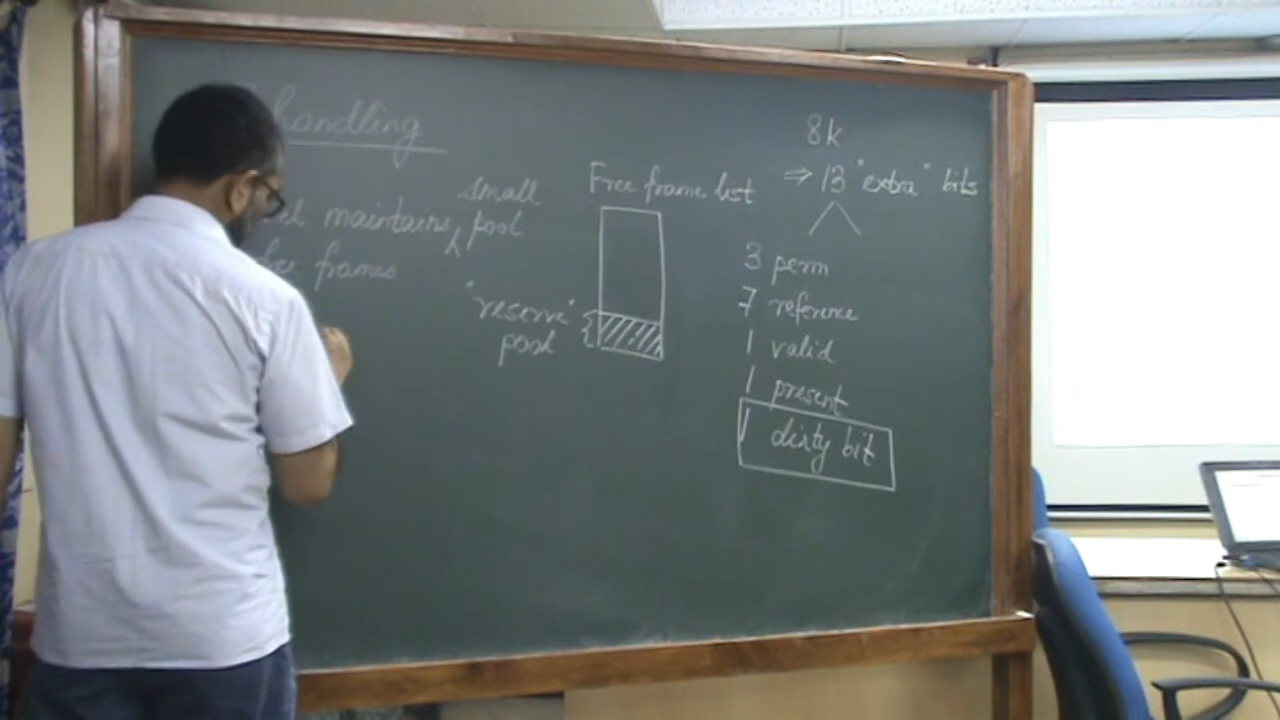 handling
maintains, small pool
frames
Free frame list
"reserve"
pool
8k
⇒ 13 "extra" bits
3 perm
7 reference
1 valid
1 present
1 dirty bit